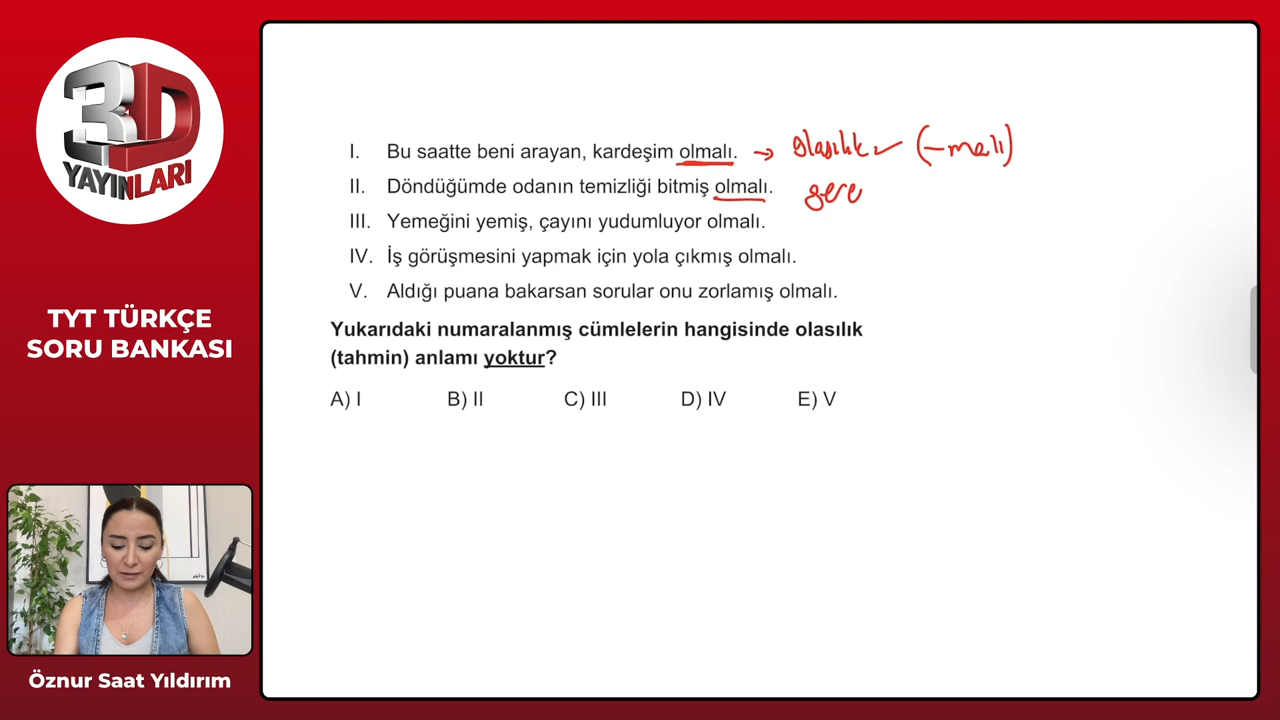 3D
YAYINLARI
TYT TÜRKÇE
SORU BANKASI
Öznur Saat Yıldırım
I. Bu saatte beni arayan, kardeşim olmalı. → olasılık ✓ (-malı)
II. Döndüğümde odanın temizliği bitmiş olmalı. gere
III. Yemeğini yemiş, çayını yudumluyor olmalı.
IV. İş görüşmesini yapmak için yola çıkmış olmalı.
V. Aldığı puana bakarsan sorular onu zorlamış olmalı.
Yukarıdaki numaralanmış cümlelerin hangisinde olasılık
(tahmin) anlamı yoktur?
A) I B) II C) III D) IV E) V